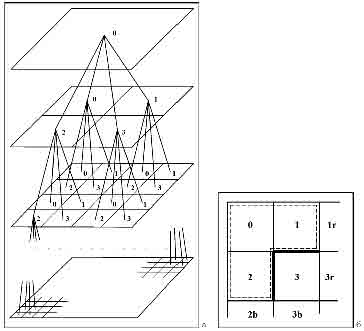 0
0 1
2 3
0 1 0 1
2 3 2 3
0 1 0 1
2 3 2 3
a
0 1 1r
2 3 3r
2b 3b
б